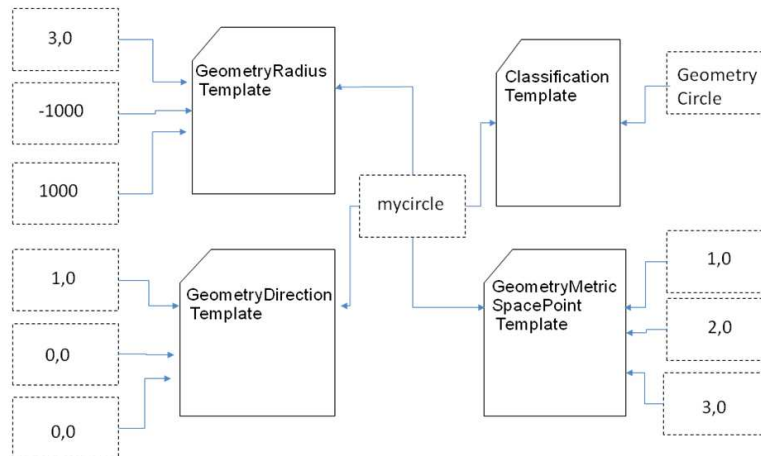 3,0
-1000
1000
GeometryRadius
Template
Classification
Template
Geometry
Circle
mycircle
1,0
0,0
0,0
GeometryDirection
Template
GeometryMetric
SpacePoint
Template
1,0
2,0
3,0